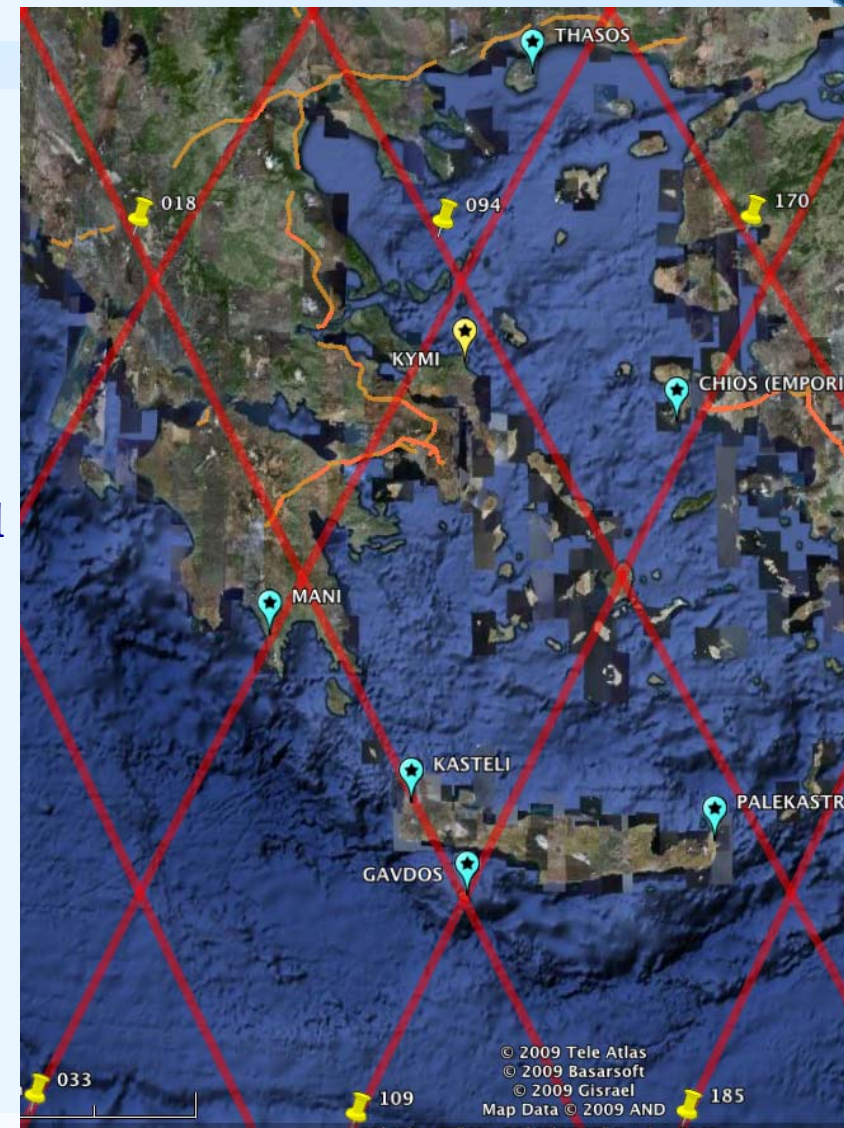 THASOS
018
094
170
KYMI
CHIOS (EMPORI
MANI
KASTELI
PALEKASTR
GAVDOS
© 2009 Tele Atlas
© 2009 Basarsoft
© 2009 Gisrael
Map Data © 2009 AND
033
109
185